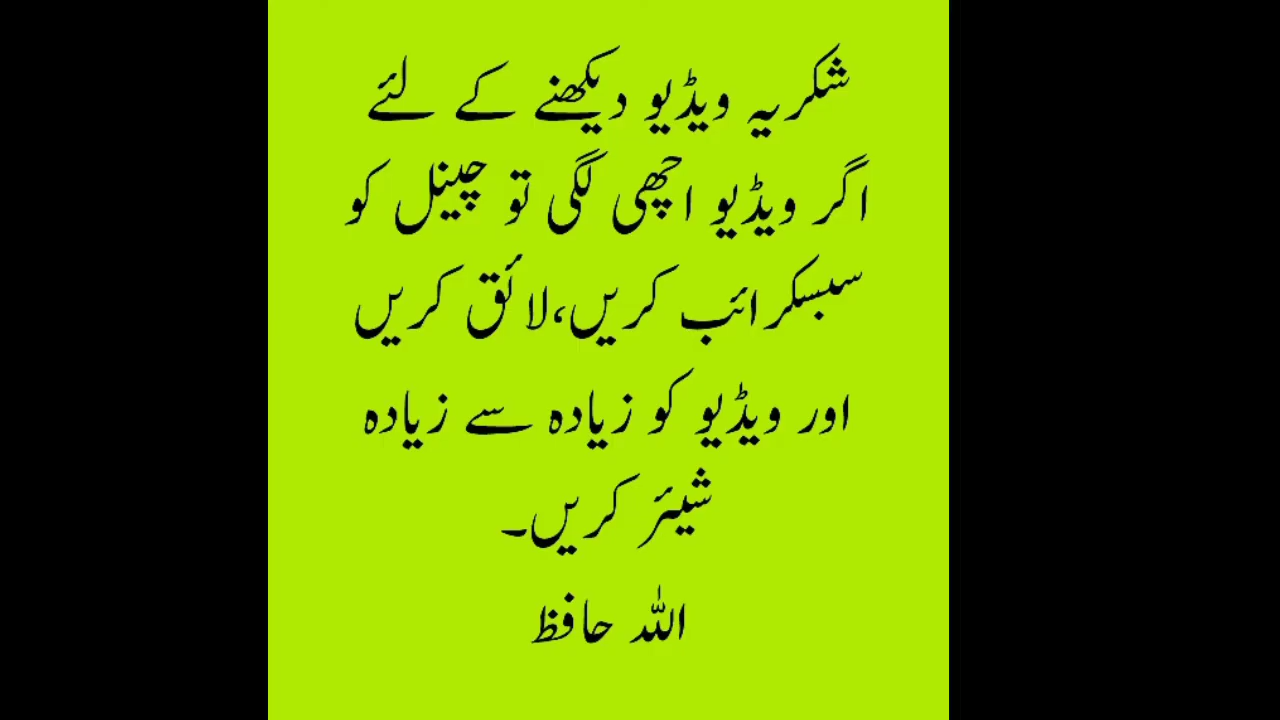 شکریہ ویڈیو دیکھنے کے لئے
اگر ویڈیو اچھی لگی تو چینل کو
سبسکرائب کریں،لائق کریں
اور ویڈیو کو زیادہ سے زیادہ
شیئر کریں۔
اللہ حافظ